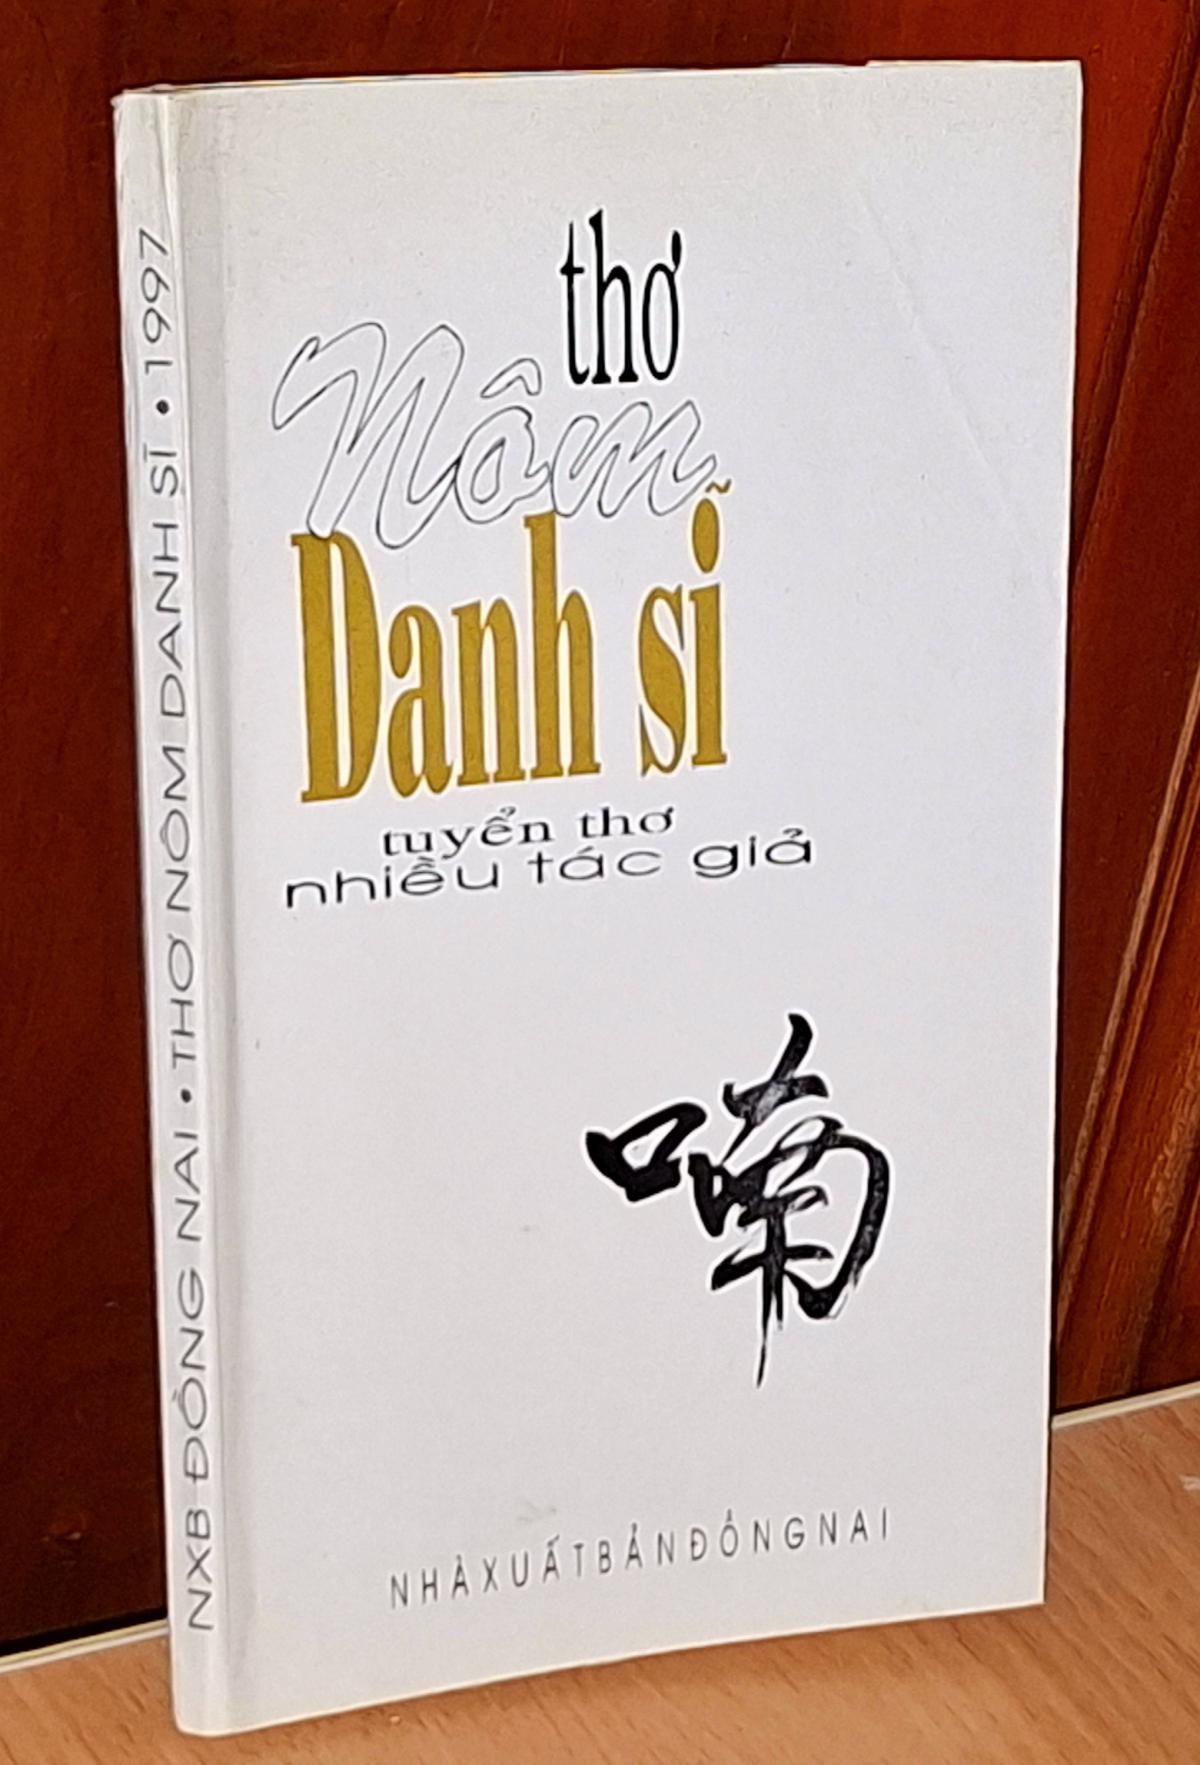 thơ
Nôm
Danh sĩ
tuyển thơ
nhiều tác giả
喃
NHÀ XUẤT BẢN ĐỒNG NAI
NXB ĐỒNG NAI • THƠ NÔM DANH SĨ • 1997